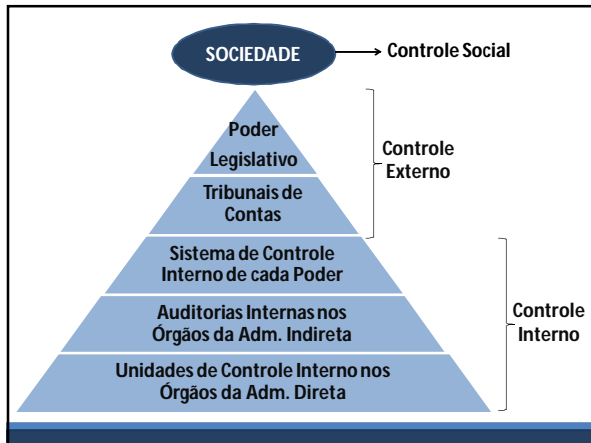 SOCIEDADE
Controle Social
Poder
Legislativo
Controle
Externo
Tribunais de
Contas
Sistema de Controle
Interno de cada Poder
Auditorias Internas nos
Órgãos da Adm. Indireta
Controle
Interno
Unidades de Controle Interno nos
Órgãos da Adm. Direta